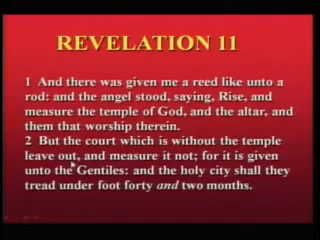 REVELATION 11
1 And there was given me a reed like unto a
rod: and the angel stood, saying, Rise, and
measure the temple of God, and the altar, and
them that worship therein.
2 But the court which is without the temple
leave out, and measure it not; for it is given
unto the Gentiles: and the holy city shall they
tread under foot forty and two months.